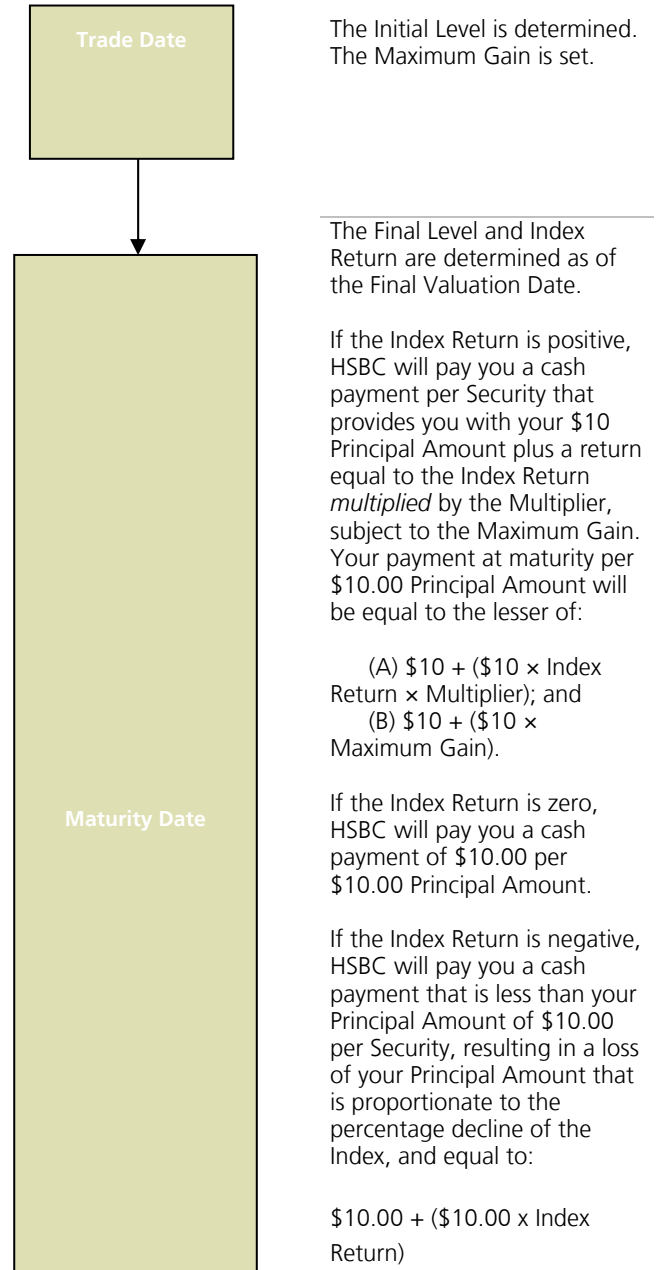 Trade Date
The Initial Level is determined.
The Maximum Gain is set.
The Final Level and Index
Return are determined as of
the Final Valuation Date.
If the Index Return is positive,
HSBC will pay you a cash
payment per Security that
provides you with your $10
Principal Amount plus a return
equal to the Index Return
multiplied by the Multiplier,
subject to the Maximum Gain.
Your payment at maturity per
$10.00 Principal Amount will
be equal to the lesser of:
(A) $10 + ($10 × Index
Return × Multiplier); and
(B) $10 + ($10 ×
Maximum Gain).
Maturity Date
If the Index Return is zero,
HSBC will pay you a cash
payment of $10.00 per
$10.00 Principal Amount.
If the Index Return is negative,
HSBC will pay you a cash
payment that is less than your
Principal Amount of $10.00
per Security, resulting in a loss
of your Principal Amount that
is proportionate to the
percentage decline of the
Index, and equal to:
$10.00 + ($10.00 x Index
Return)